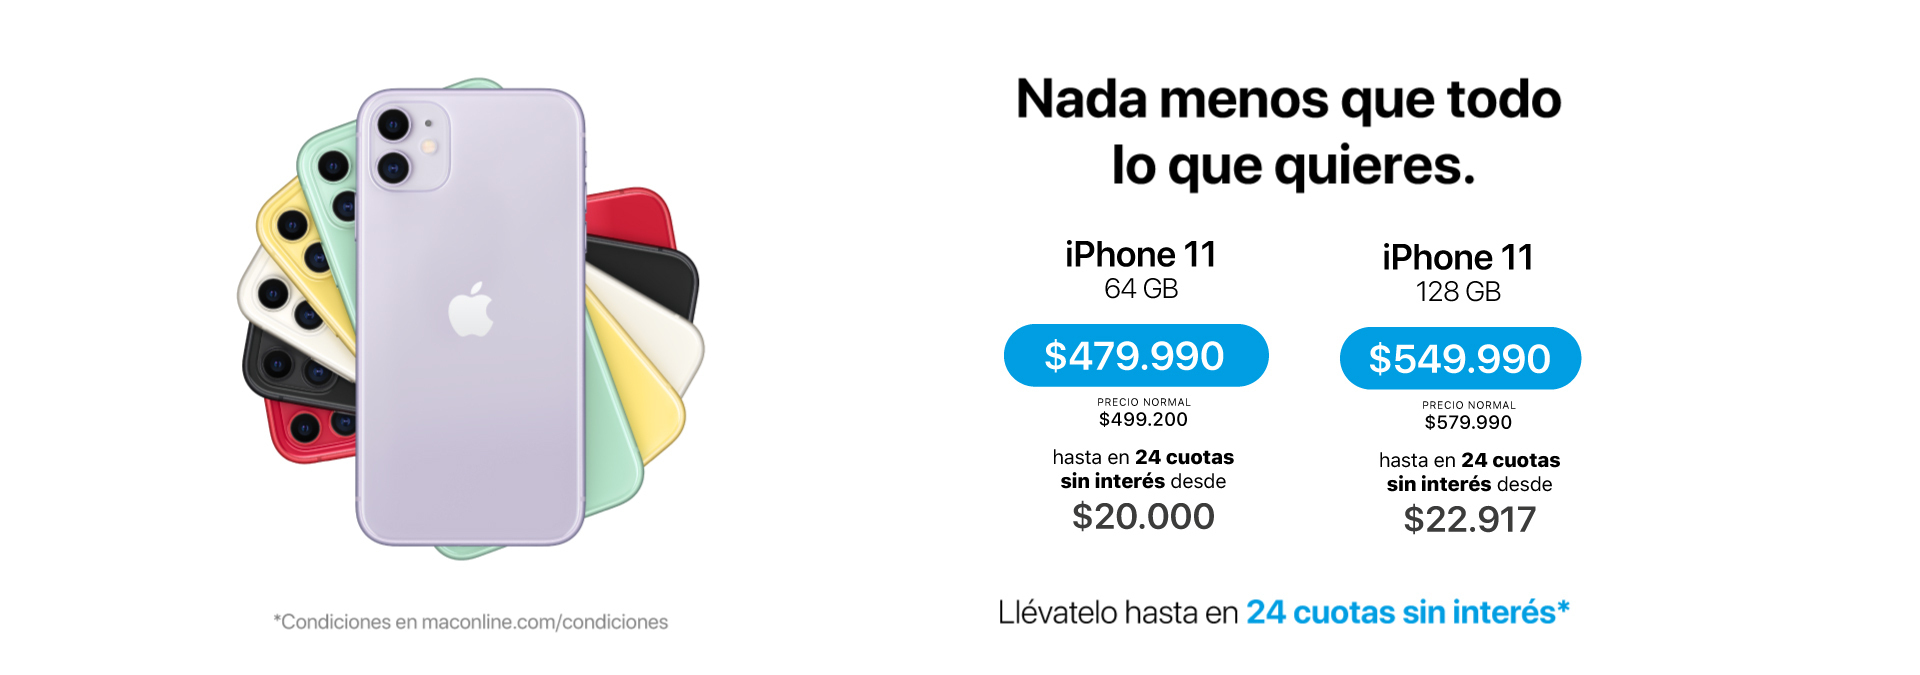 Nada menos que todo
lo que quieres.
iPhone 11
64 GB
$479.990
PRECIO NORMAL
$499.200
hasta en 24 cuotas
sin interés desde
$20.000
iPhone 11
128 GB
$549.990
PRECIO NORMAL
$579.990
hasta en 24 cuotas
sin interés desde
$22.917
Llévatelo hasta en 24 cuotas sin interés*
*Condiciones en maconline.com/condiciones